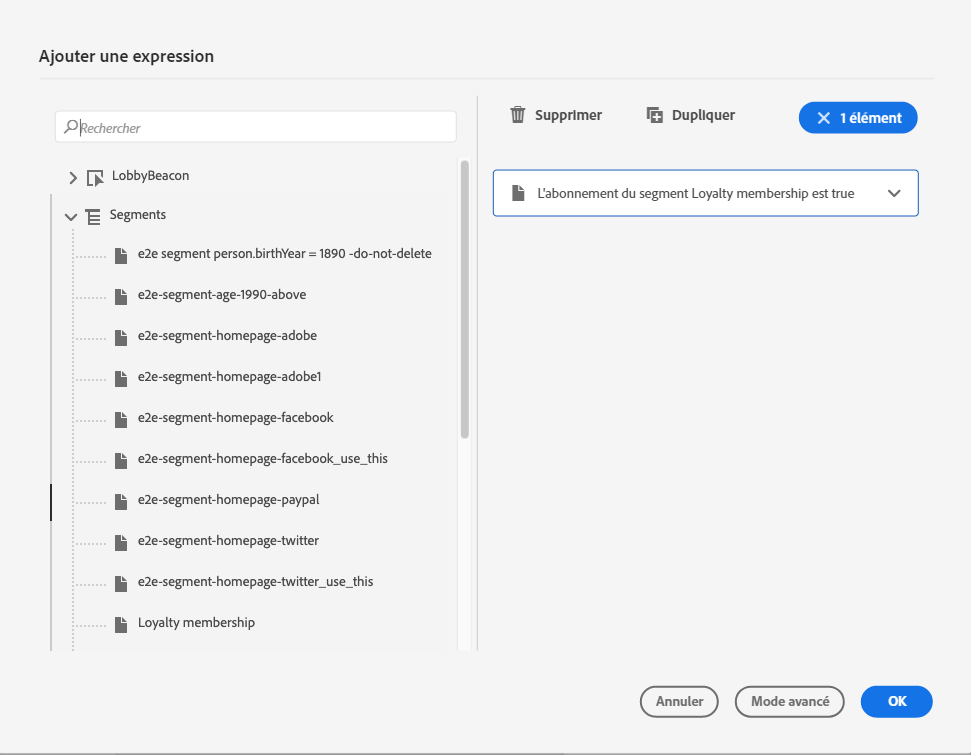 Ajouter une expression
Rechercher
LobbyBeacon
Segments
e2e segment person.birthYear = 1890 -do-not-delete
e2e-segment-age-1990-above
e2e-segment-homepage-adobe
e2e-segment-homepage-adobe1
e2e-segment-homepage-facebook
e2e-segment-homepage-facebook_use_this
e2e-segment-homepage-paypal
e2e-segment-homepage-twitter
e2e-segment-homepage-twitter_use_this
Loyalty membership
Supprimer
Dupliquer
1 élément
L'abonnement du segment Loyalty membership est true
Annuler
Mode avancé
OK